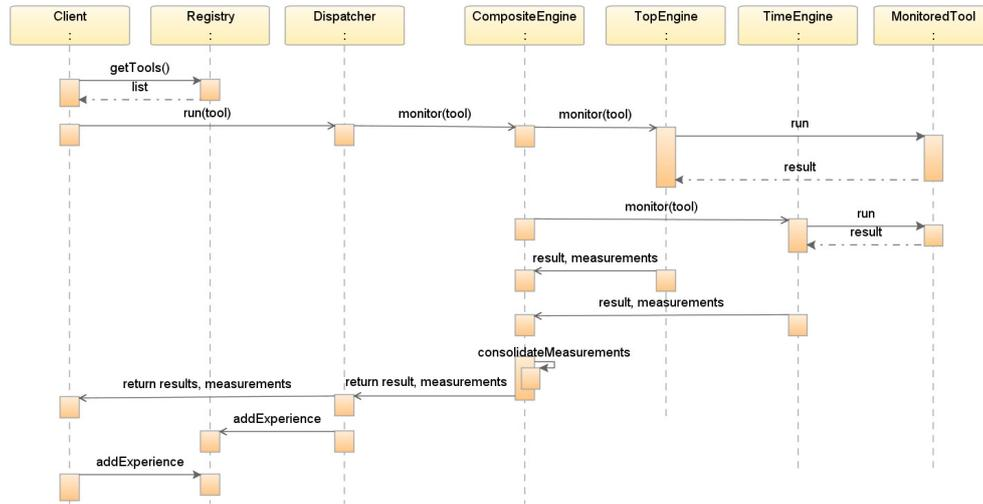 Client Registry Dispatcher CompositeEngine TopEngine TimeEngine MonitoredTool
: : : : : : :
getTools()
list
run(tool) monitor(tool) monitor(tool)
run
result
monitor(tool) run
result
result, measurements
result, measurements
consolidateMeasurements
return results, measurements return result, measurements
addExperience
addExperience